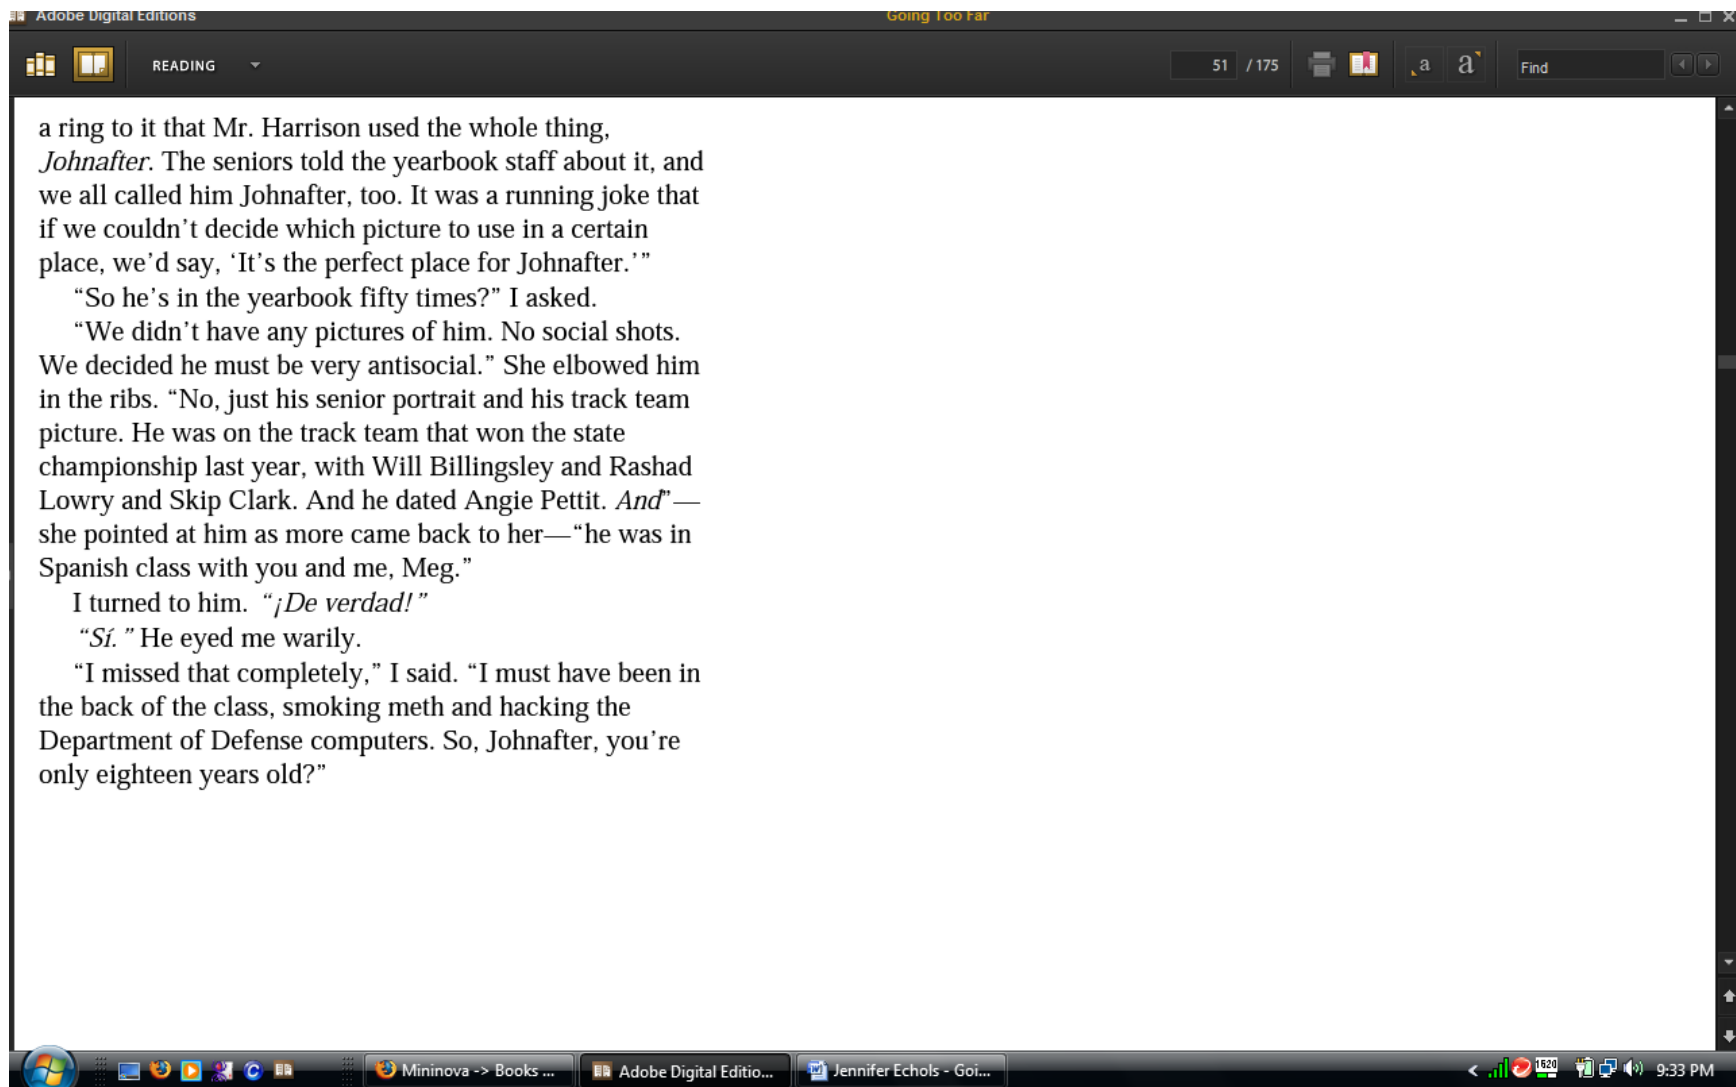 Adobe Digital Editions
Going Too Far
READING
51 / 175
a a
Find
a ring to it that Mr. Harrison used the whole thing,
Johnafter. The seniors told the yearbook staff about it, and
we all called him Johnafter, too. It was a running joke that
if we couldn’t decide which picture to use in a certain
place, we’d say, ‘It’s the perfect place for Johnafter.’”
“So he’s in the yearbook fifty times?” I asked.
“We didn’t have any pictures of him. No social shots.
We decided he must be very antisocial.” She elbowed him
in the ribs. “No, just his senior portrait and his track team
picture. He was on the track team that won the state
championship last year, with Will Billingsley and Rashad
Lowry and Skip Clark. And he dated Angie Pettit. And”—
she pointed at him as more came back to her—“he was in
Spanish class with you and me, Meg.”
I turned to him. “¡De verdad!”
“Sí.” He eyed me warily.
“I missed that completely,” I said. “I must have been in
the back of the class, smoking meth and hacking the
Department of Defense computers. So, Johnafter, you’re
only eighteen years old?”
Mininova -> Books ...
Adobe Digital Editio...
Jennifer Echols - Goi...
1520
9:33 PM